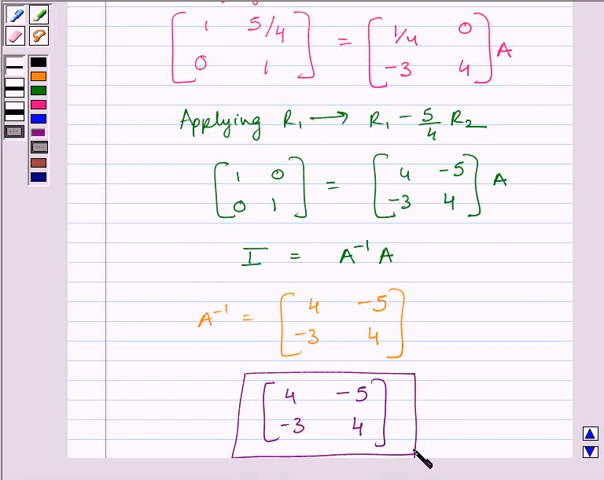 [1 5/4; 0 1] = [1/4 0; -3 4] A
Applying R₁ ⟶ R₁ - 5/4 R₂
[1 0; 0 1] = [4 -5; -3 4] A
I = A⁻¹ A
A⁻¹ = [4 -5; -3 4]
[4 -5; -3 4]